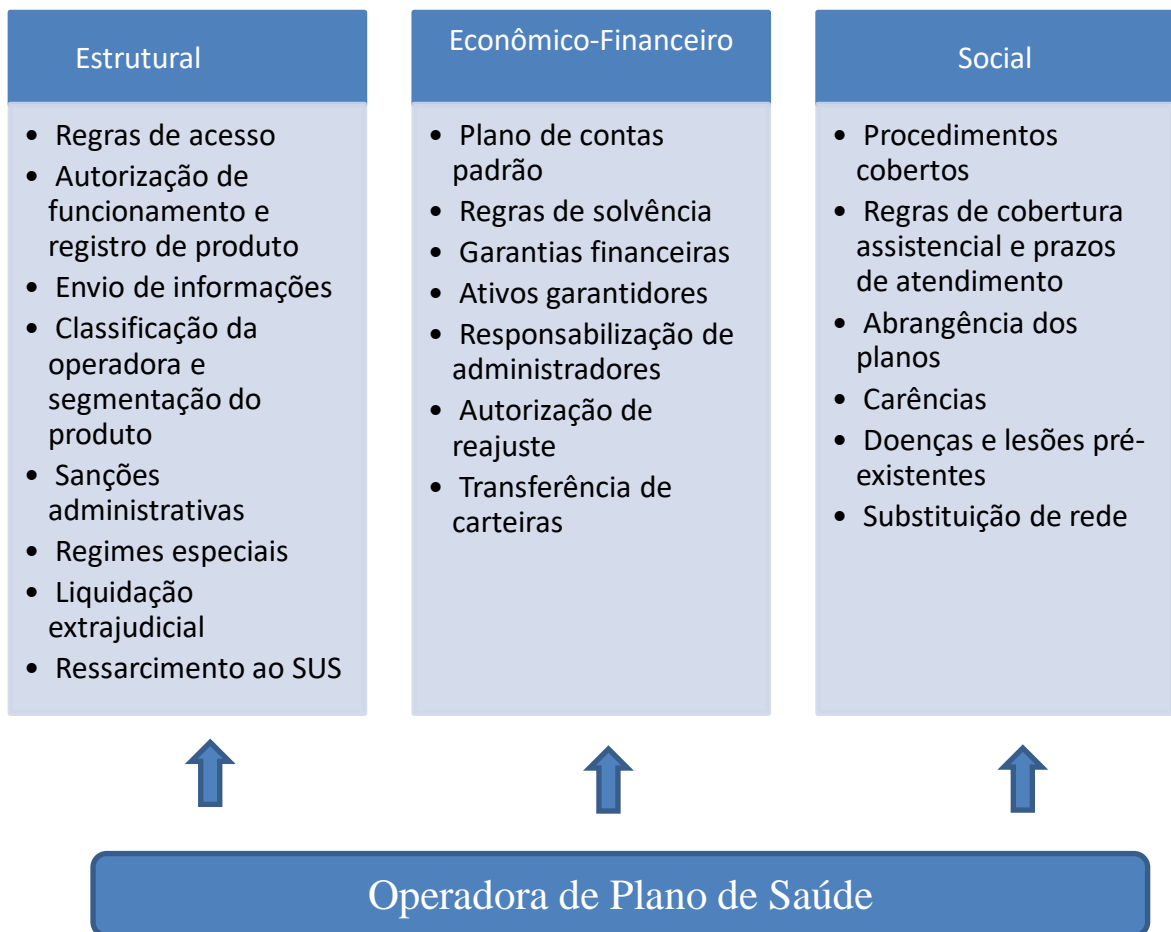 Estrutural
• Regras de acesso
• Autorização de
funcionamento e
registro de produto
• Envio de informações
• Classificação da
operadora e
segmentação do
produto
• Sanções
administrativas
• Regimes especiais
• Liquidação
extrajudicial
• Ressarcimento ao SUS
Econômico-Financeiro
• Plano de contas
padrão
• Regras de solvência
• Garantias financeiras
• Ativos garantidores
• Responsabilização de
administradores
• Autorização de
reajuste
• Transferência de
carteiras
Social
• Procedimentos
cobertos
• Regras de cobertura
assistencial e prazos
de atendimento
• Abrangência dos
planos
• Carências
• Doenças e lesões pré-
existentes
• Substituição de rede
Operadora de Plano de Saúde